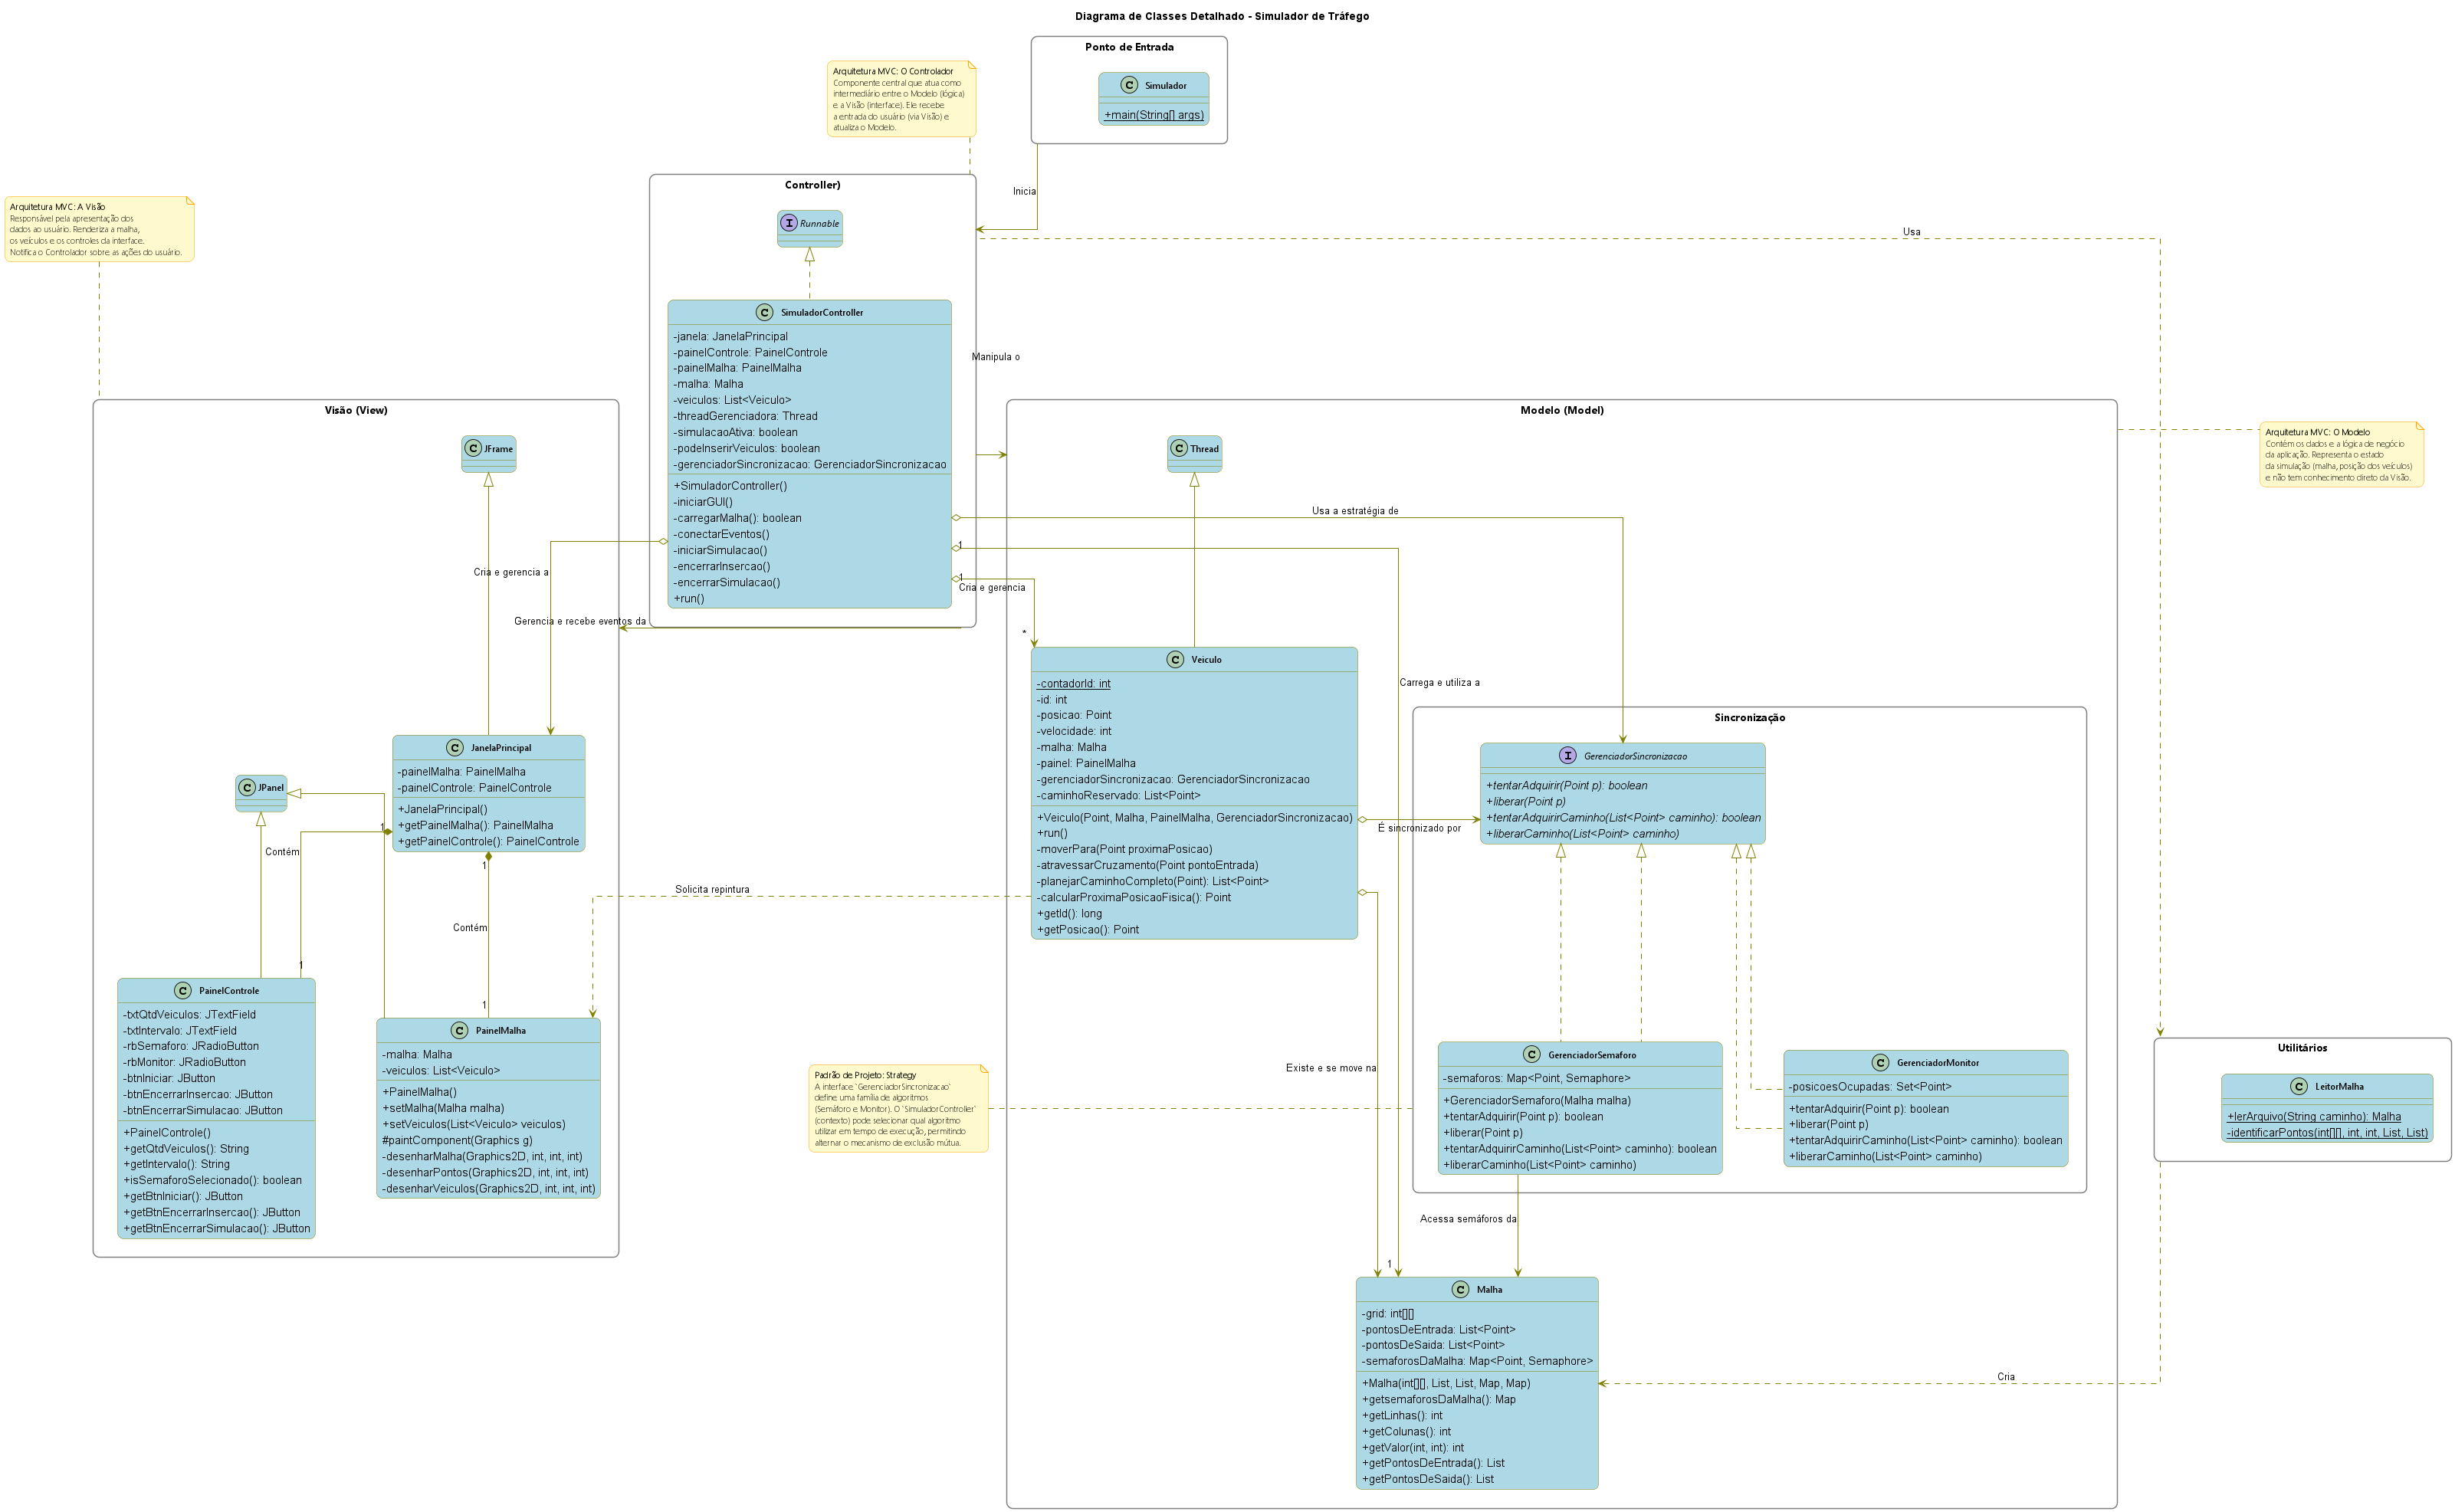 Diagrama de Classes Detalhado - Simulador de Tráfego
Ponto de Entrada
C Simulador
+main(String[] args)
Arquitetura MVC: O Controlador
Componente central que atua como
intermediário entre o Modelo (lógica)
e a Visão (interface). Ele recebe
a entrada do usuário (via Visão) e
atualiza o Modelo.
Inicia
Controller)
I Runnable
Usa
Arquitetura MVC: A Visão
Responsável pela apresentação dos
dados ao usuário. Renderiza a malha,
os veículos e os controles da interface.
Notifica o Controlador sobre as ações do usuário.
C SimuladorController
-janela: JanelaPrincipal
-painelControle: PainelControle
-painelMalha: PainelMalha
-malha: Malha
-veiculos: List<Veiculo>
-threadGerenciadora: Thread
-simulacaoAtiva: boolean
-podeInserirVeiculos: boolean
-gerenciadorSincronizacao: GerenciadorSincronizacao
+SimuladorController()
-iniciarGUI()
-carregarMalha(): boolean
-conectarEventos()
-iniciarSimulacao()
-encerrarInsercao()
-encerrarSimulacao()
+run()
Manipula o
Visão (View)
C JFrame
Cria e gerencia a
Gerencia e recebe eventos da
C JanelaPrincipal
-painelMalha: PainelMalha
-painelControle: PainelControle
+JanelaPrincipal()
+getPainelMalha(): PainelMalha
+getPainelControle(): PainelControle
C JPanel
1
Contém
1
Contém
1
1
C PainelControle
-txtQtdVeiculos: JTextField
-txtIntervalo: JTextField
-rbSemaforo: JRadioButton
-rbMonitor: JRadioButton
-btnIniciar: JButton
-btnEncerrarInsercao: JButton
-btnEncerrarSimulacao: JButton
+PainelControle()
+getQtdVeiculos(): String
+getIntervalo(): String
+isSemaforoSelecionado(): boolean
+getBtnIniciar(): JButton
+getBtnEncerrarInsercao(): JButton
+getBtnEncerrarSimulacao(): JButton
C PainelMalha
-malha: Malha
-veiculos: List<Veiculo>
+PainelMalha()
+setMalha(Malha malha)
+setVeiculos(List<Veiculo> veiculos)
#paintComponent(Graphics g)
-desenharMalha(Graphics2D, int, int, int)
-desenharPontos(Graphics2D, int, int, int)
-desenharVeiculos(Graphics2D, int, int, int)
Modelo (Model)
C Thread
Arquitetura MVC: O Modelo
Contém os dados e a lógica de negócio
da aplicação. Representa o estado
da simulação (malha, posição dos veículos)
e não tem conhecimento direto da Visão.
Usa a estratégia de
1
1
Cria e gerencia
*
Carrega e utiliza a
C Veiculo
-contadorId: int
-id: int
-posicao: Point
-velocidade: int
-malha: Malha
-painel: PainelMalha
-gerenciadorSincronizacao: GerenciadorSincronizacao
-caminhoReservado: List<Point>
+Veiculo(Point, Malha, PainelMalha, GerenciadorSincronizacao)
+run()
-moverPara(Point proximaPosicao)
-atravessarCruzamento(Point pontoEntrada)
-planejarCaminhoCompleto(Point): List<Point>
-calcularProximaPosicaoFisica(): Point
+getId(): long
+getPosicao(): Point
Solicita repintura
É sincronizado por
Sincronização
I GerenciadorSincronizacao
+tentarAdquirir(Point p): boolean
+liberar(Point p)
+tentarAdquirirCaminho(List<Point> caminho): boolean
+liberarCaminho(List<Point> caminho)
Padrão de Projeto: Strategy
A interface `GerenciadorSincronizacao`
define uma família de algoritmos
(Semáforo e Monitor). O `SimuladorController`
(contexto) pode selecionar qual algoritmo
utilizar em tempo de execução, permitindo
alternar o mecanismo de exclusão mútua.
Existe e se move na
C GerenciadorSemaforo
-semaforos: Map<Point, Semaphore>
+GerenciadorSemaforo(Malha malha)
+tentarAdquirir(Point p): boolean
+liberar(Point p)
+tentarAdquirirCaminho(List<Point> caminho): boolean
+liberarCaminho(List<Point> caminho)
C GerenciadorMonitor
-posicoesOcupadas: Set<Point>
+tentarAdquirir(Point p): boolean
+liberar(Point p)
+tentarAdquirirCaminho(List<Point> caminho): boolean
+liberarCaminho(List<Point> caminho)
Utilitários
C LeitorMalha
+lerArquivo(String caminho): Malha
-identificarPontos(int[][], int, int, List, List)
Acessa semáforos da
1
C Malha
-grid: int[][]
-pontosDeEntrada: List<Point>
-pontosDeSaida: List<Point>
-semaforosDaMalha: Map<Point, Semaphore>
+Malha(int[][], List, List, Map, Map)
+getsemaforosDaMalha(): Map
+getLinhas(): int
+getColunas(): int
+getValor(int, int): int
+getPontosDeEntrada(): List
+getPontosDeSaida(): List
Cria